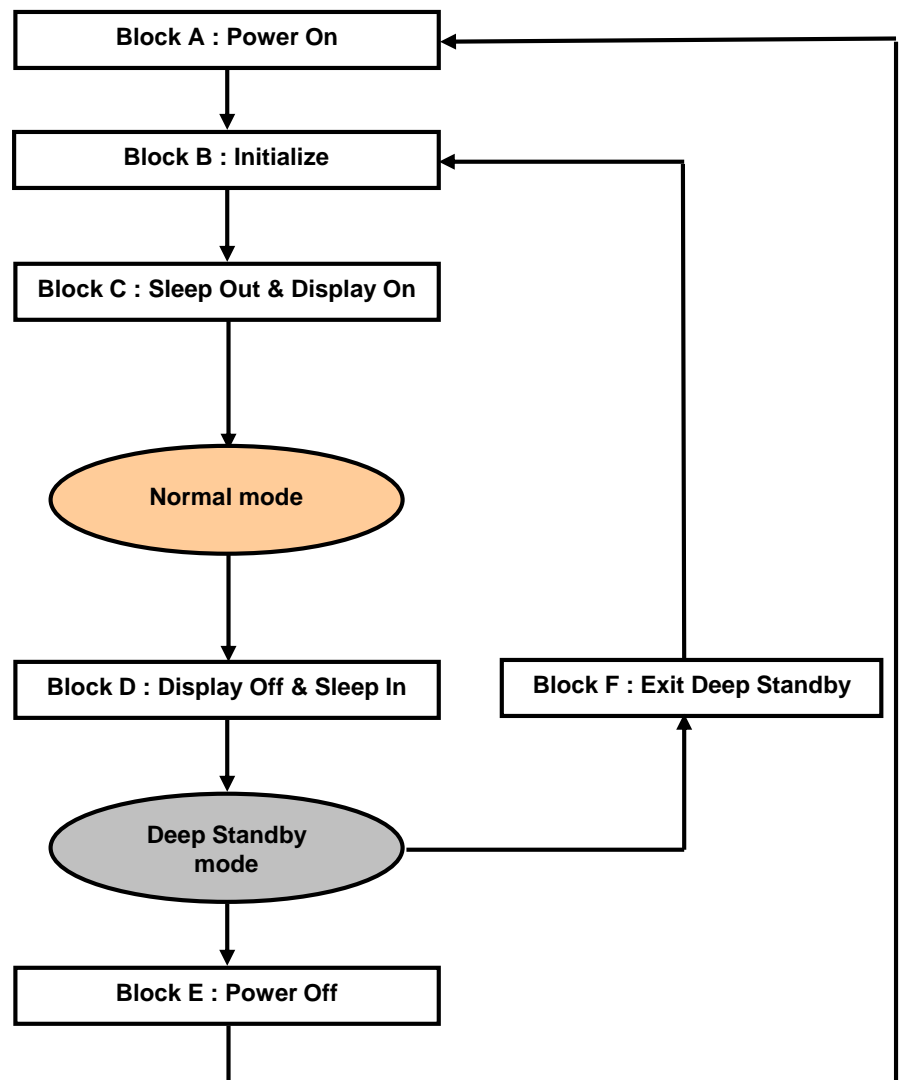 Block A : Power On
Block B : Initialize
Block C : Sleep Out & Display On
Normal mode
Block D : Display Off & Sleep In
Block F : Exit Deep Standby
Deep Standby
mode
Block E : Power Off